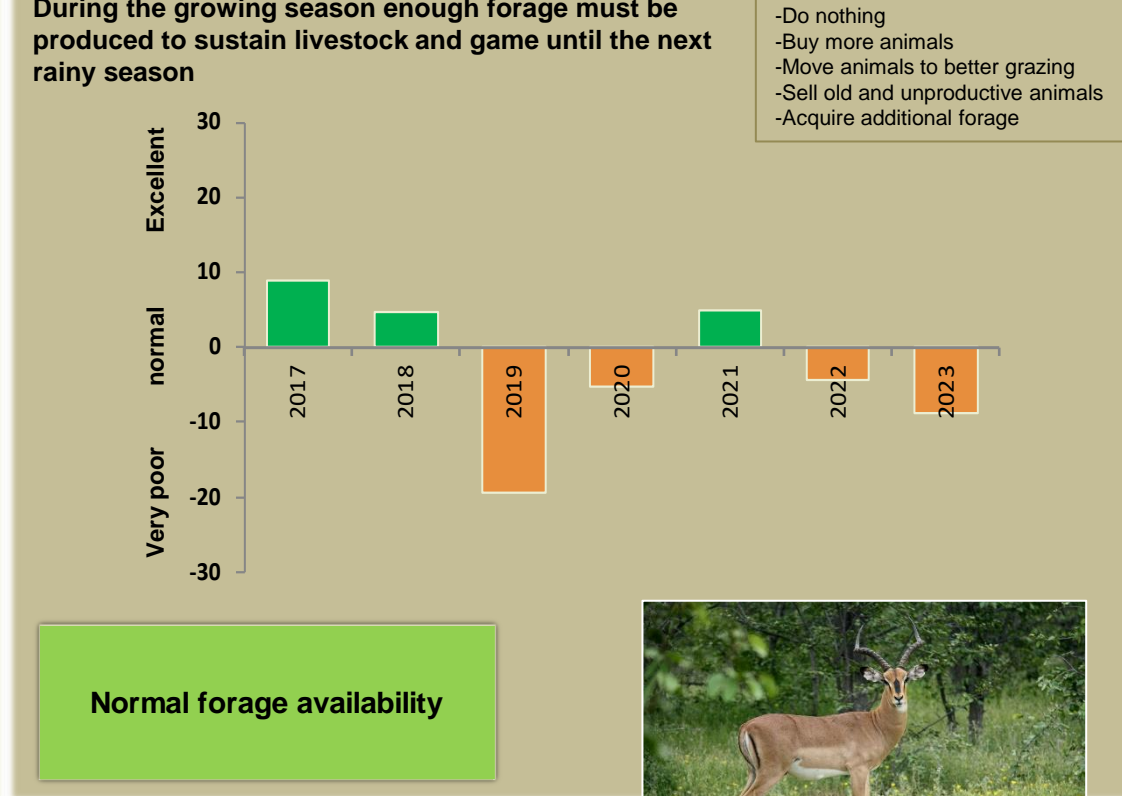 During the growing season enough forage must be
produced to sustain livestock and game until the next
rainy season
-Do nothing
-Buy more animals
-Move animals to better grazing
-Sell old and unproductive animals
-Acquire additional forage
Excellent
normal
Very poor
30
20
10
0
-10
-20
-30
2017
2018
2019
2020
2021
2022
2023
Normal forage availability